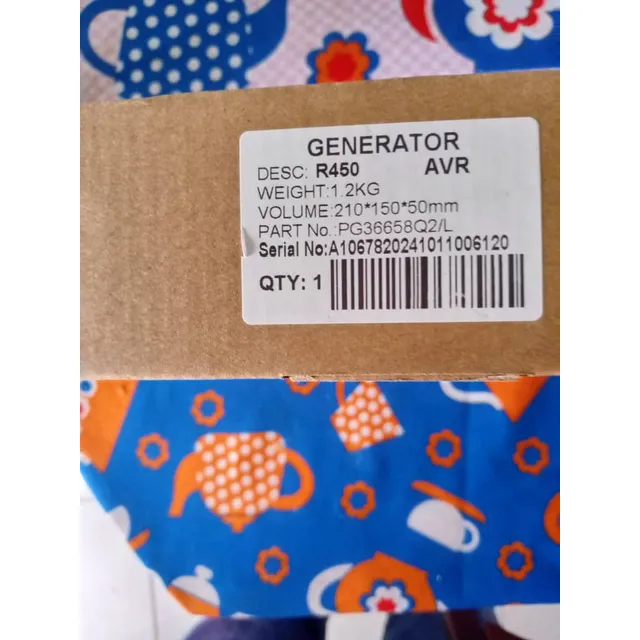 GENERATOR
DESC: R450 AVR
WEIGHT:1.2KG
VOLUME:210*150*50mm
PART No.:PG36658Q2/L
Serial No:A1067820241011006120
QTY: 1